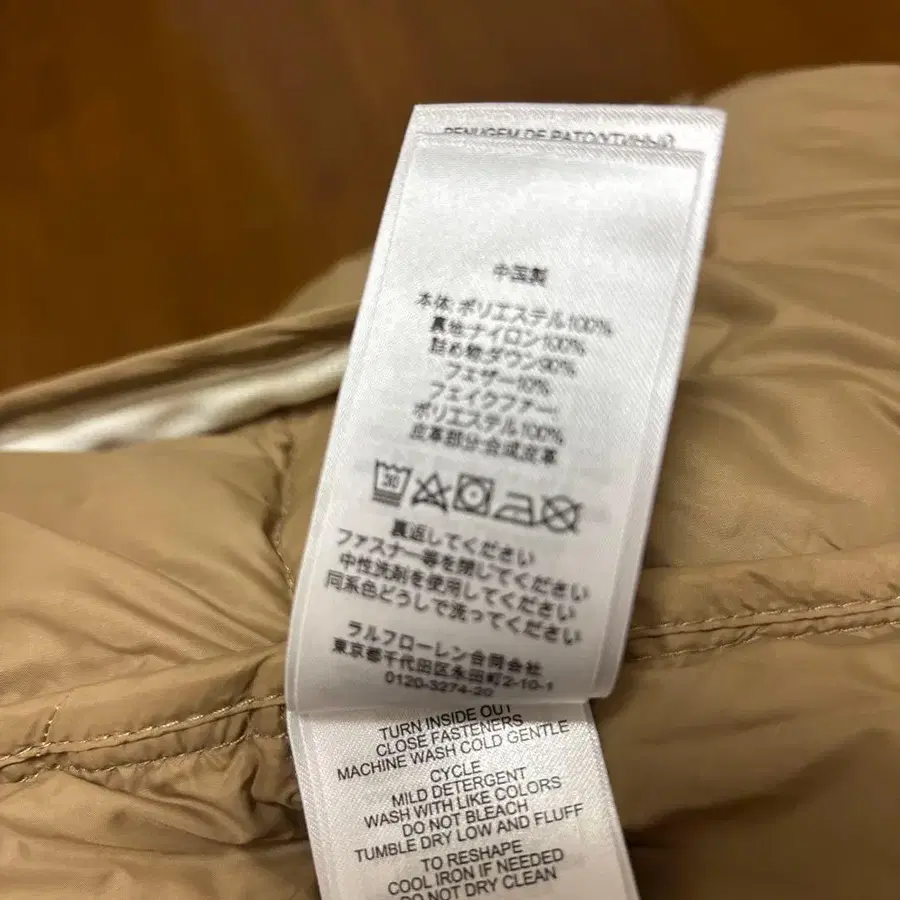 PENUGEM DE PATO/
中国製
本体: ポリエステル100%
裏地:ナイロン100%
詰め物:ダウン90%
フェザー10%
フェイクファー:
ポリエステル100%
皮革部分:合成皮革
30
裏返してください
ファスナー等を閉じてください
中性洗剤を使用してください
同系色どうしで洗ってください
ラルフローレン合同会社
東京都千代田区永田町2-10-1
0120-3274-20
TURN INSIDE OUT
CLOSE FASTENERS
MACHINE WASH COLD GENTLE
CYCLE
MILD DETERGENT
WASH WITH LIKE COLORS
DO NOT BLEACH
TUMBLE DRY LOW AND FLUFF
TO RESHAPE
COOL IRON IF NEEDED
DO NOT DRY CLEAN